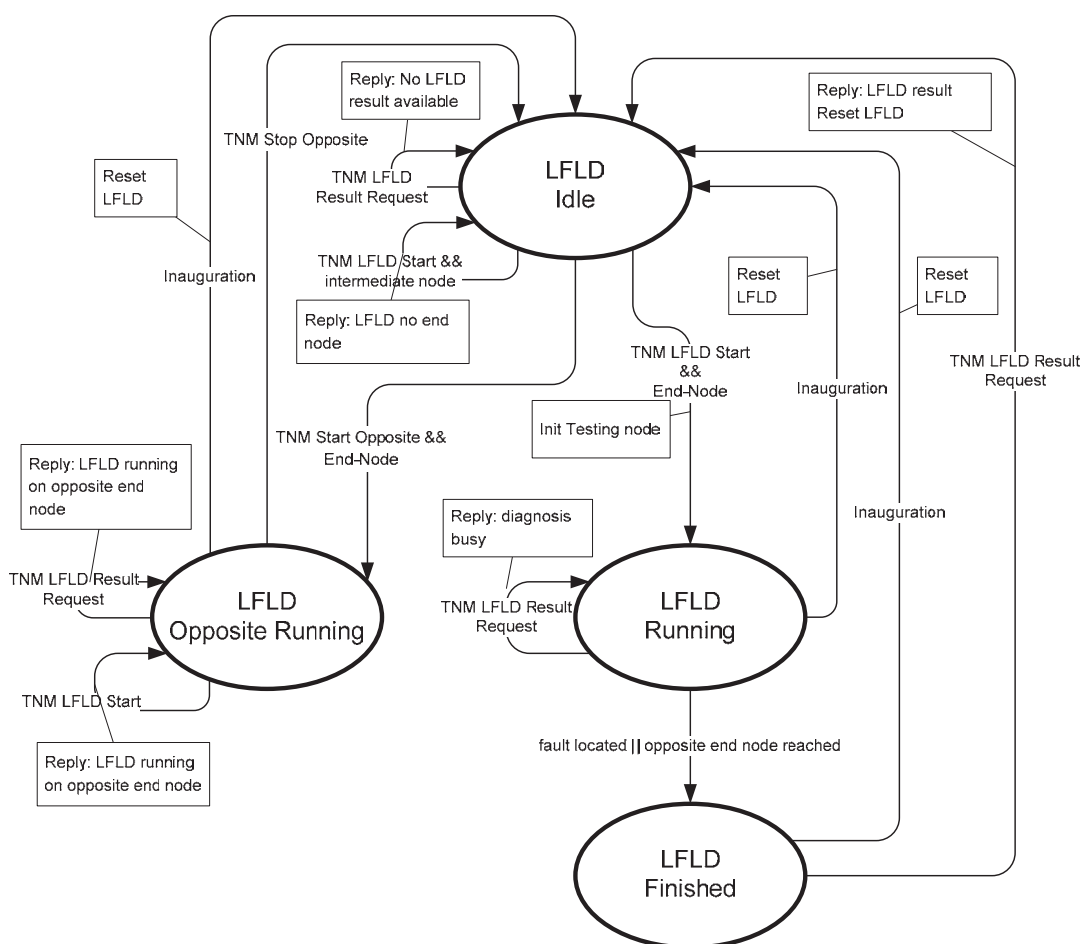 Reply: No LFLD
result available
Reply: LFLD result
Reset LFLD
TNM Stop Opposite
Reset
LFLD
TNM LFLD
Result Request
LFLD
Idle
Inauguration
TNM LFLD Start &&
intermediate node
Reply: LFLD no end
node
Reset
LFLD
Reset
LFLD
TNM LFLD Start
&&
End-Node
TNM LFLD Result
Request
Inauguration
Init Testing node
TNM Start Opposite &&
End-Node
Reply: LFLD running
on opposite end
node
Reply: diagnosis
busy
Inauguration
TNM LFLD Result
Request
LFLD
Opposite Running
TNM LFLD Result
Request
LFLD
Running
TNM LFLD Start
Reply: LFLD running
on opposite end node
fault located || opposite end node reached
LFLD
Finished